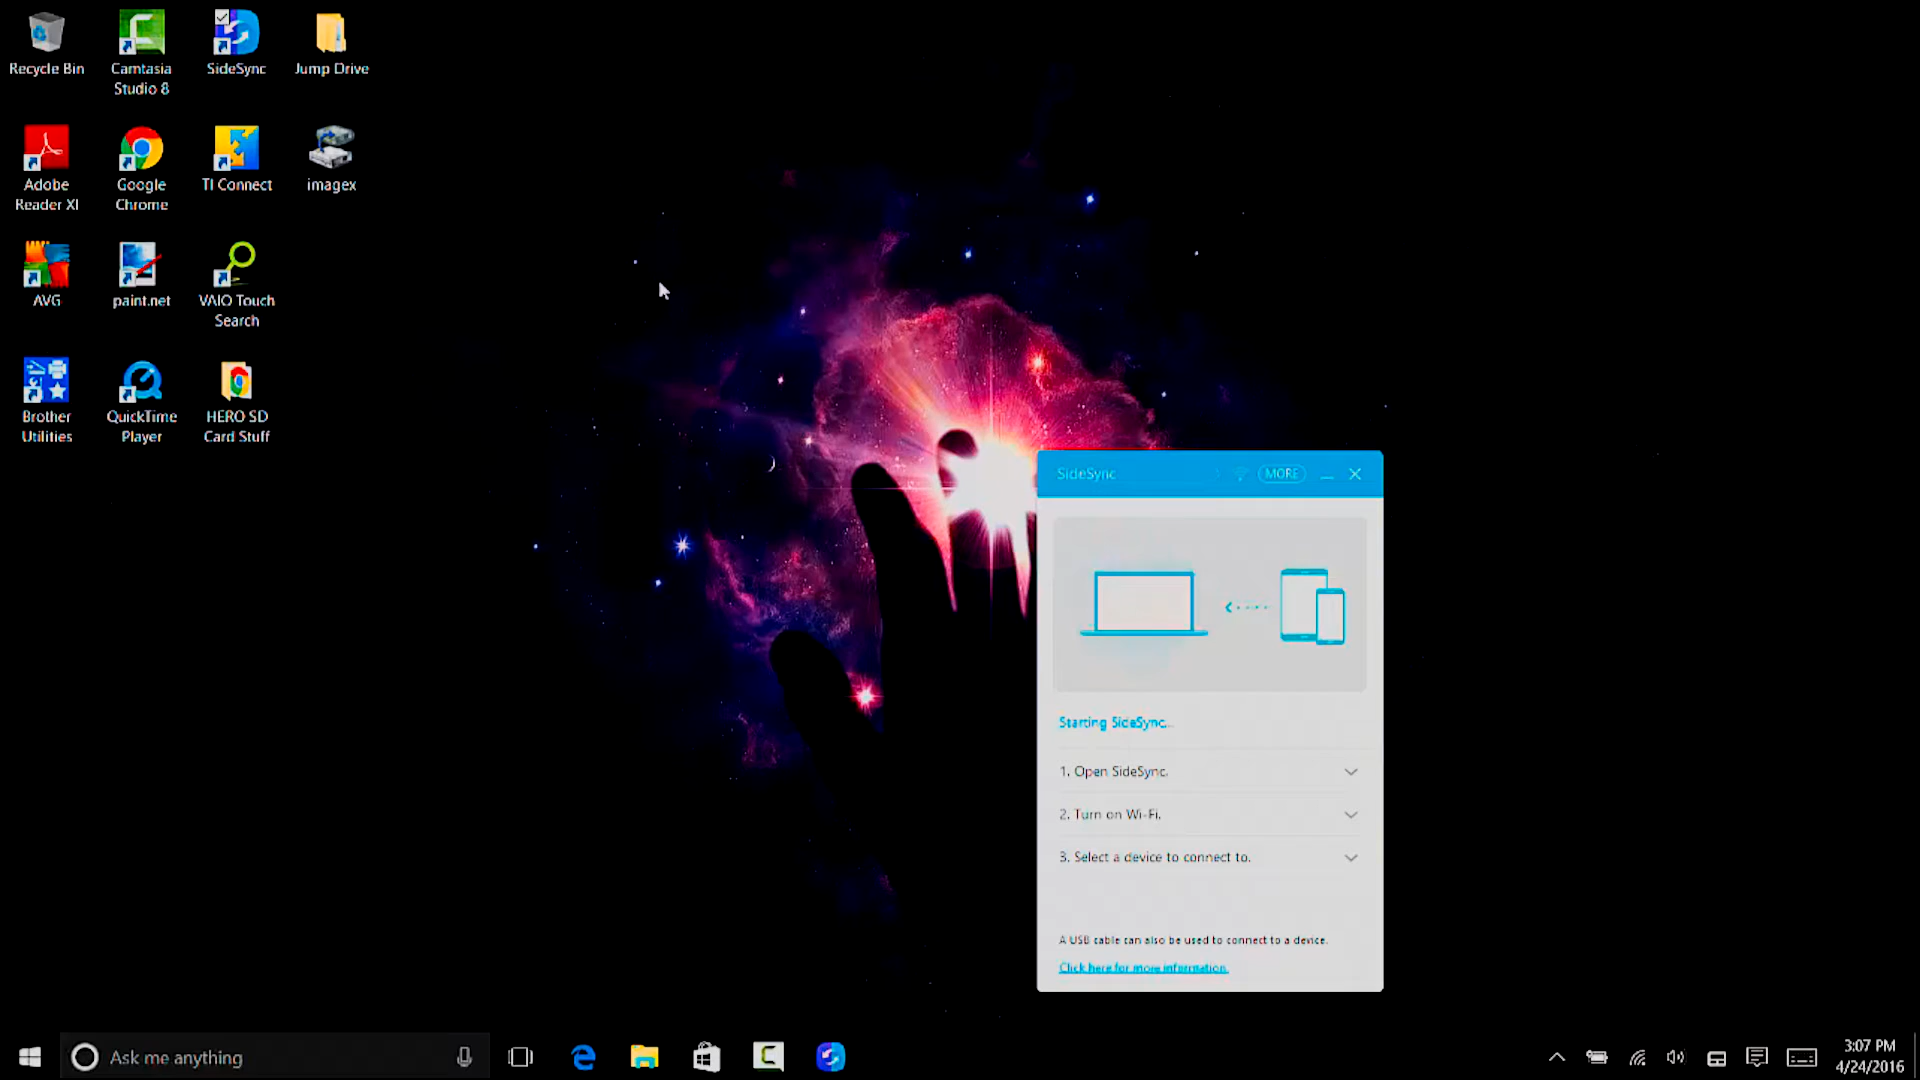 Recycle Bin
Camtasia
Studio 8
SideSync
Jump Drive
Adobe
Reader XI
Google
Chrome
TI Connect
imagex
AVG
paint.net
VAIO Touch
Search
Brother
Utilities
QuickTime
Player
HERO SD
Card Stuff
SideSync
MORE
Starting SideSync...
1. Open SideSync.
2. Turn on Wi-Fi.
3. Select a device to connect to.
A USB cable can also be used to connect to a device.
Click here for more information.
Ask me anything
3:07 PM
4/24/2016